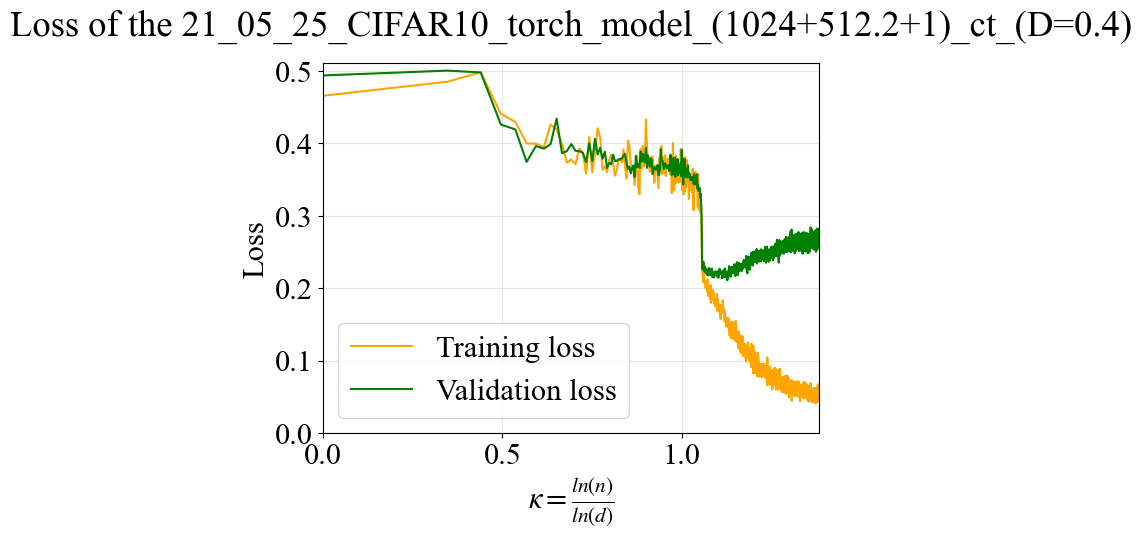 Loss of the 21_05_25_CIFAR10_torch_model_(1024+512.2+1)_ct_(D=0.4)
0.5
0.4
0.3
0.2
0.1
0.0
Loss
Training loss
Validation loss
0.0 0.5 1.0
κ = ln(n)/ln(d)